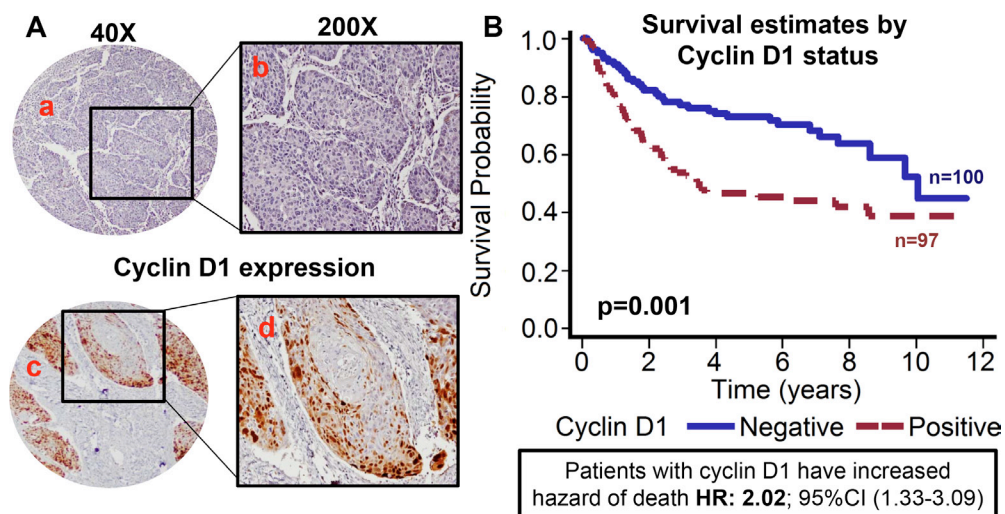 A
40X
200X
a
b
Cyclin D1 expression
c
d
B
Survival estimates by
Cyclin D1 status
Survival Probability
1.0
0.8
0.6
0.4
0.2
0.0
n=100
n=97
p=0.001
0 2 4 6 8 10 12
Time (years)
Cyclin D1 Negative Positive
Patients with cyclin D1 have increased
hazard of death HR: 2.02; 95%CI (1.33-3.09)